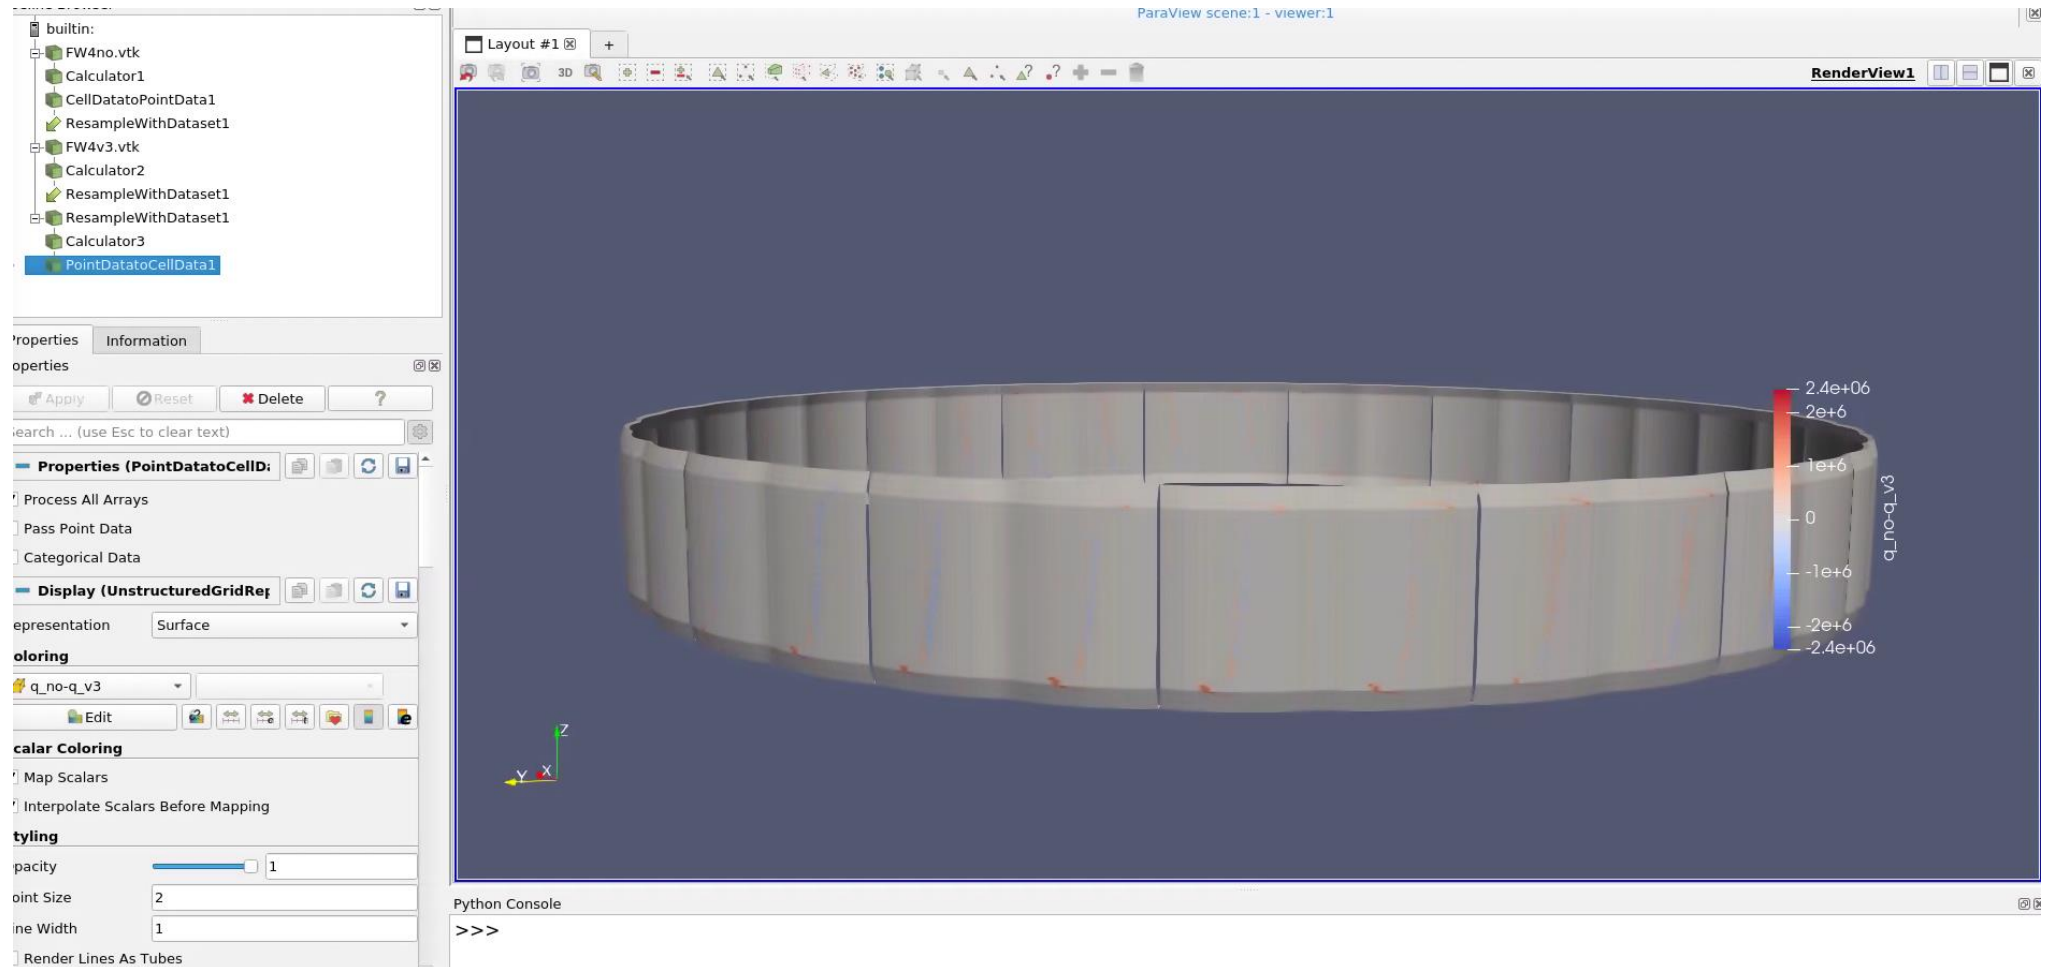 ParaView scene:1 - viewer:1
builtin:
FW4no.vtk
Calculator1
CellDatatoPointData1
ResampleWithDataset1
FW4v3.vtk
Calculator2
ResampleWithDataset1
ResampleWithDataset1
Calculator3
PointDatatoCellData1
roperties Information
operties
Apply Reset Delete ?
Search ... (use Esc to clear text)
Properties (PointDatatoCellDa
Process All Arrays
Pass Point Data
Categorical Data
Display (UnstructuredGridRep
epresentation Surface
oloring
q_no-q_v3
Edit
calar Coloring
Map Scalars
Interpolate Scalars Before Mapping
tyling
pacity 1
oint Size 2
ine Width 1
Render Lines As Tubes
Layout #1 +
3D
RenderView1
2.4e+06
2e+6
1e+6
0
-1e+6
-2e+6
-2.4e+06
q_no-q_v3
Z
Y X
Python Console
>>>